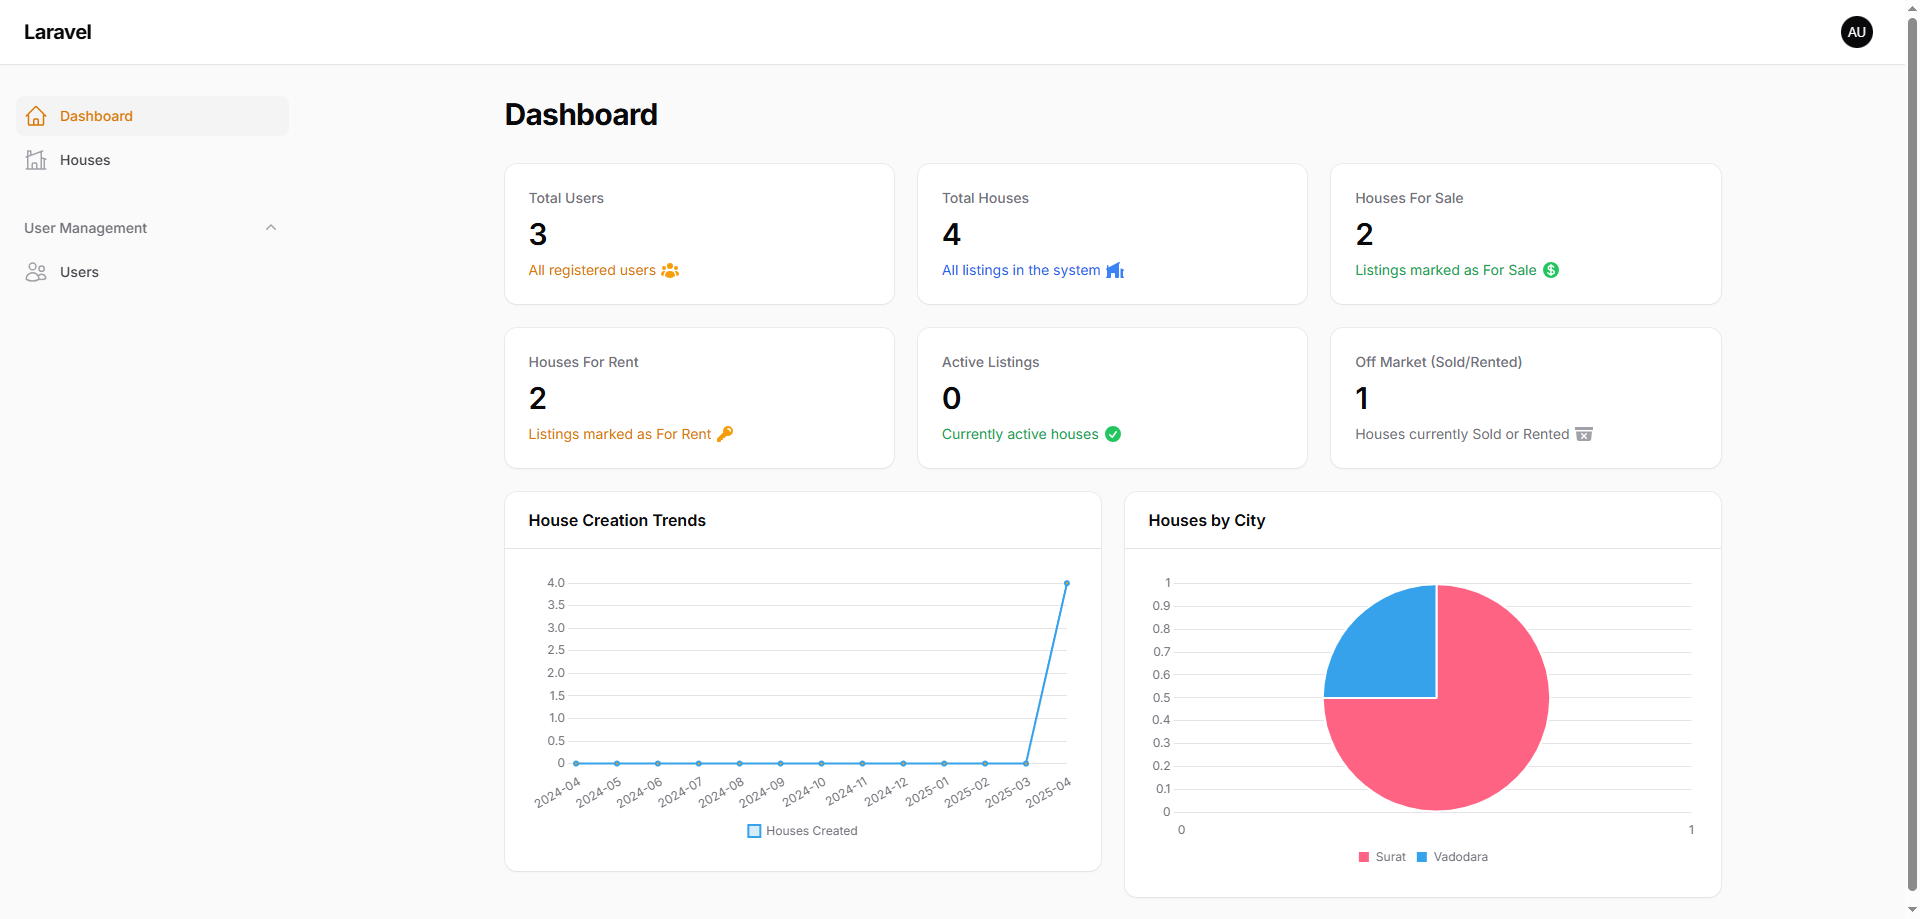 Laravel
AU
Dashboard
Houses
User Management
Users
Dashboard
Total Users
3
All registered users
Total Houses
4
All listings in the system
Houses For Sale
2
Listings marked as For Sale
Houses For Rent
2
Listings marked as For Rent
Active Listings
0
Currently active houses
Off Market (Sold/Rented)
1
Houses currently Sold or Rented
House Creation Trends
4.0
3.5
3.0
2.5
2.0
1.5
1.0
0.5
0
2024-04 2024-05 2024-06 2024-07 2024-08 2024-09 2024-10 2024-11 2024-12 2025-01 2025-02 2025-03 2025-04
Houses Created
Houses by City
1
0.9
0.8
0.7
0.6
0.5
0.4
0.3
0.2
0.1
0
0 1
Surat Vadodara